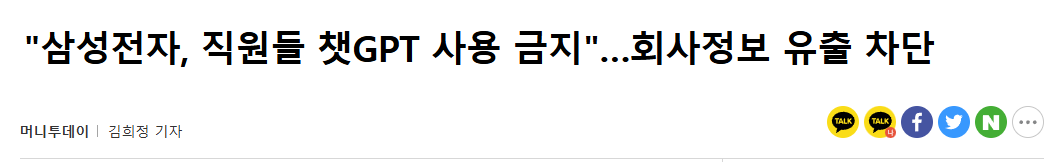 "삼성전자, 직원들 챗GPT 사용 금지"...회사정보 유출 차단
머니투데이 | 김희정 기자
TALK TALK 나 f N